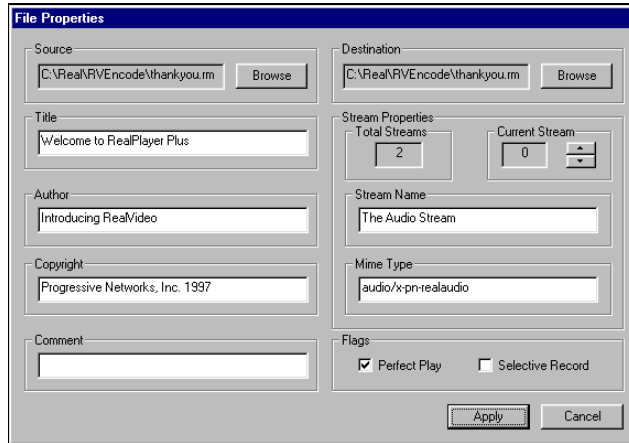 File Properties
Source
C:\Real\RVEncode\thankyou.rm
Browse
Destination
C:\Real\RVEncode\thankyou.rm
Browse
Title
Welcome to RealPlayer Plus
Author
Introducing RealVideo
Copyright
Progressive Networks, Inc. 1997
Comment
Stream Properties
Total Streams
2
Current Stream
0
Stream Name
The Audio Stream
Mime Type
audio/x-pn-realaudio
Flags
Perfect Play
Selective Record
Apply
Cancel